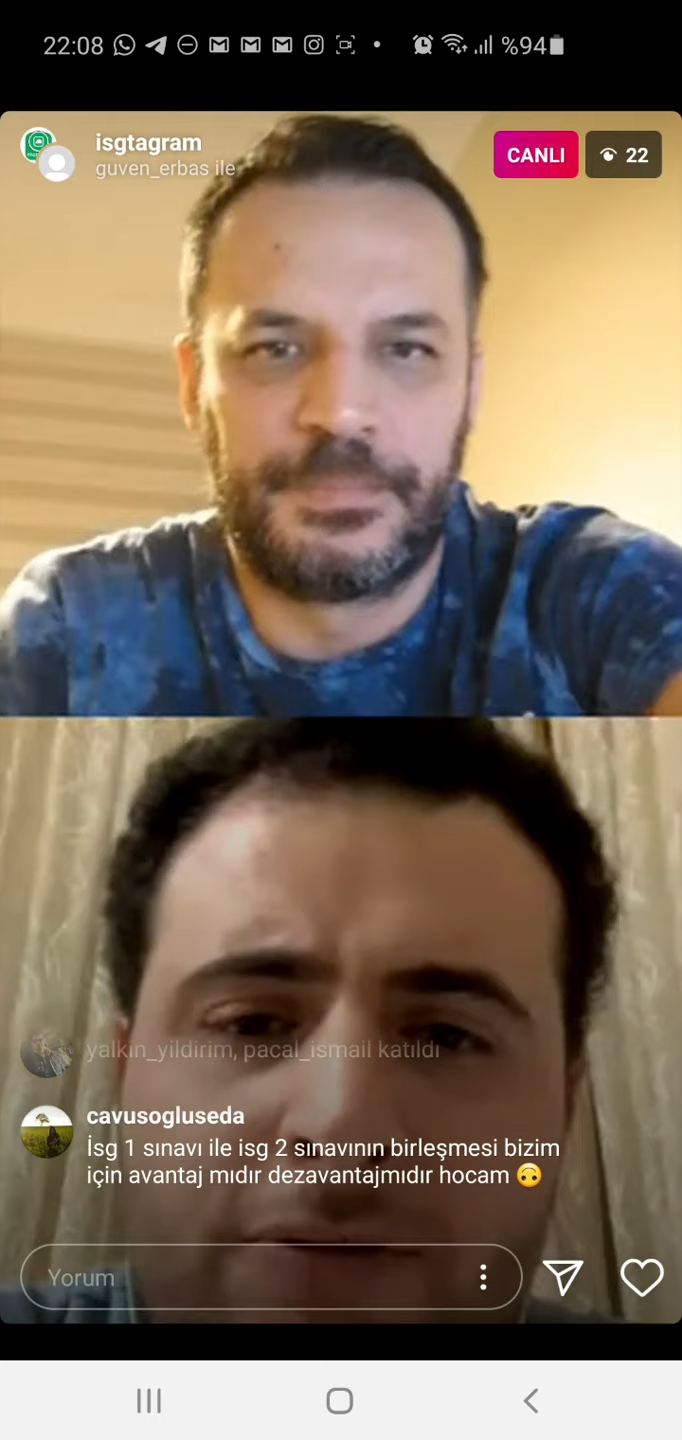 22:08 %94
isgtagram
guven_erbas ile
CANLI 22
yalkin_yildirim, pacal_ismail katıldı
cavusogluseda
İsg 1 sınavı ile isg 2 sınavının birleşmesi bizim
için avantaj mıdır dezavantajmıdır hocam 🙃
Yorum